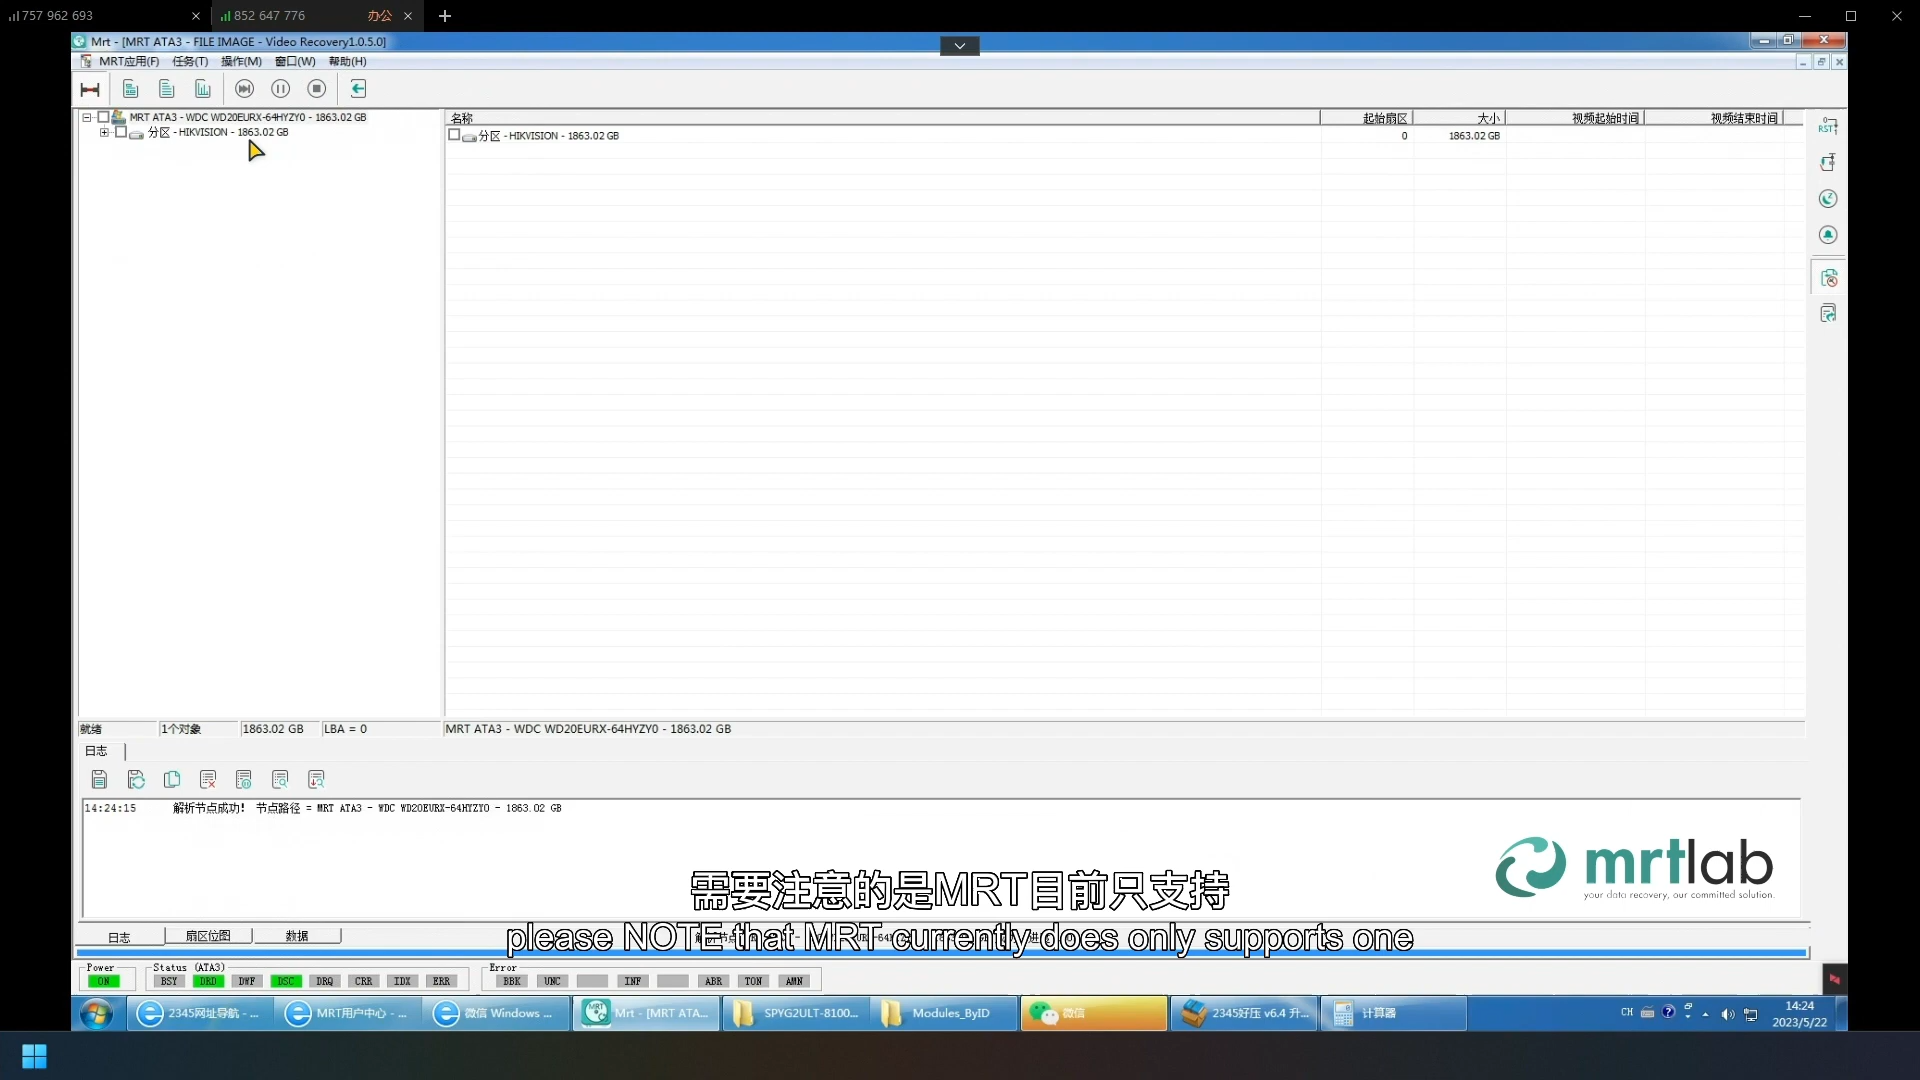 757 962 693
852 647 776 办公
Mrt - [MRT ATA3 - FILE IMAGE - Video Recovery1.0.5.0]
MRT应用(F) 任务(T) 操作(M) 窗口(W) 帮助(H)
MRT ATA3 - WDC WD20EURX-64HYZY0 - 1863.02 GB
分区 - HIKVISION - 1863.02 GB
名称 起始扇区 大小 视频起始时间 视频结束时间
分区 - HIKVISION - 1863.02 GB 0 1863.02 GB
RST
就绪 1个对象 1863.02 GB LBA = 0 MRT ATA3 - WDC WD20EURX-64HYZY0 - 1863.02 GB
日志
14:24:15 解析节点成功! 节点路径 = MRT ATA3 - WDC WD20EURX-64HYZY0 - 1863.02 GB
mrtlab
your data recovery, our committed solution.
需要注意的是MRT目前只支持
please NOTE that MRT currently does only supports one
日志 扇区位图 数据
Power Status (ATA3) Error
ON BSY DRD DWF DSC DRQ CRR IDX ERR BBK UNC INF ABR TON AMN
2345网址导航 - ... MRT用户中心 - ... 微信 Windows ... Mrt - [MRT ATA... SPYG2ULT-8100... Modules_ByID 微信 2345好压 v6.4 升... 计算器 CH 14:24
2023/5/22